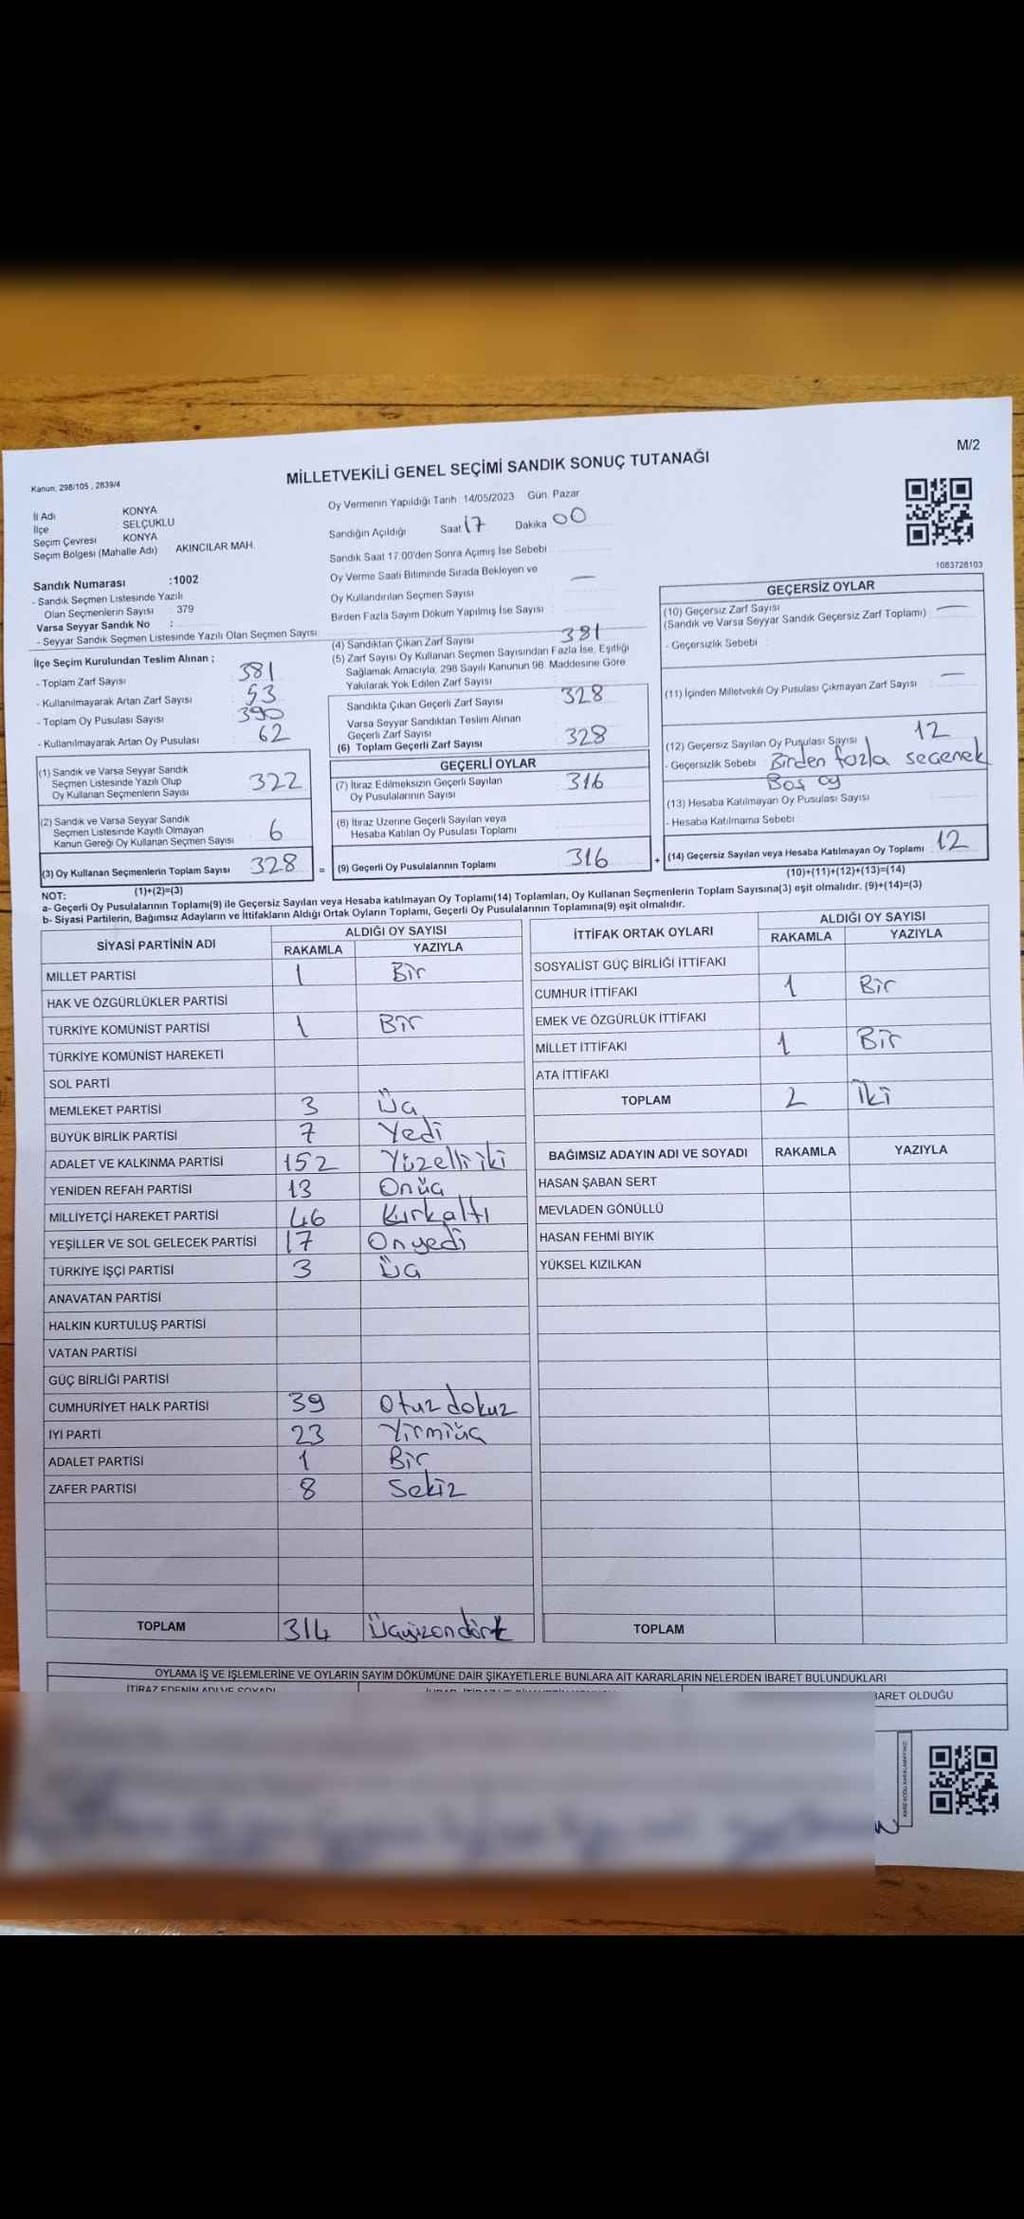 M/2
Kanun, 298/105 , 2839/4
MİLLETVEKİLİ GENEL SEÇİMİ SANDIK SONUÇ TUTANAĞI
İl Adı KONYA
İlçe SELÇUKLU
Seçim Çevresi KONYA
Seçim Bölgesi (Mahalle Adı) AKINCILAR MAH.
Sandık Numarası :1002
- Sandık Seçmen Listesinde Yazılı
Olan Seçmenlerin Sayısı : 379
Varsa Seyyar Sandık No :
- Seyyar Sandık Seçmen Listesinde Yazılı Olan Seçmen Sayısı
İlçe Seçim Kurulundan Teslim Alınan ;
- Toplam Zarf Sayısı 381
- Kullanılmayarak Artan Zarf Sayısı 53
- Toplam Oy Pusulası Sayısı 390
- Kullanılmayarak Artan Oy Pusulası 62
(1) Sandık ve Varsa Seyyar Sandık
Seçmen Listesinde Yazılı Olup
Oy Kullanan Seçmenlerin Sayısı 322
(2) Sandık ve Varsa Seyyar Sandık
Seçmen Listesinde Kayıtlı Olmayan
Kanun Gereği Oy Kullanan Seçmen Sayısı 6
(3) Oy Kullanan Seçmenlerin Toplam Sayısı 328 =
(1)+(2)=(3)
Oy Vermenin Yapıldığı Tarih :14/05/2023 Gün Pazar
Sandığın Açıldığı Saat 17 Dakika 00
Sandık Saat 17.00'den Sonra Açımış İse Sebebi
Oy Verme Saati Bitiminde Sırada Bekleyen ve
Oy Kullandırılan Seçmen Sayısı —
Birden Fazla Sayım Döküm Yapılmış İse Sayısı
(4) Sandıktan Çıkan Zarf Sayısı 381
(5) Zarf Sayısı Oy Kullanan Seçmen Sayısından Fazla İse, Eşitliği
Sağlamak Amacıyla, 298 Sayılı Kanunun 98. Maddesine Göre
Yakılarak Yok Edilen Zarf Sayısı
Sandıkta Çıkan Geçerli Zarf Sayısı 328
Varsa Seyyar Sandıktan Teslim Alınan
Geçerli Zarf Sayısı
(6) Toplam Geçerli Zarf Sayısı 328
GEÇERLİ OYLAR
(7) İtiraz Edilmeksizin Geçerli Sayılan
Oy Pusulalarının Sayısı 316
(8) İtiraz Üzerine Geçerli Sayılan veya
Hesaba Katılan Oy Pusulası Toplamı
(9) Geçerli Oy Pusulalarının Toplamı 316 +
1083728103
GEÇERSİZ OYLAR
(10) Geçersiz Zarf Sayısı
(Sandık ve Varsa Seyyar Sandık Geçersiz Zarf Toplamı) —
- Geçersizlik Sebebi :
(11) İçinden Milletvekili Oy Pusulası Çıkmayan Zarf Sayısı —
(12) Geçersiz Sayılan Oy Pusulası Sayısı 12
- Geçersizlik Sebebi Birden fazla secenek
Boş oy
(13) Hesaba Katılmayan Oy Pusulası Sayısı
- Hesaba Katılmama Sebebi
(14) Geçersiz Sayılan veya Hesaba Katılmayan Oy Toplamı 12
(10)+(11)+(12)+(13)=(14)
NOT:
a- Geçerli Oy Pusulalarının Toplamı(9) ile Geçersiz Sayılan veya Hesaba katılmayan Oy Toplamı(14) Toplamları, Oy Kullanan Seçmenlerin Toplam Sayısına(3) eşit olmalıdır. (9)+(14)=(3)
b- Siyasi Partilerin, Bağımsız Adayların ve İttifakların Aldığı Ortak Oyların Toplamı, Geçerli Oy Pusulalarının Toplamına(9) eşit olmalıdır.
SİYASİ PARTİNİN ADI ALDIĞI OY SAYISI
RAKAMLA YAZIYLA
MİLLET PARTİSİ 1 Bir
HAK VE ÖZGÜRLÜKLER PARTİSİ
TÜRKİYE KOMÜNİST PARTİSİ 1 Bir
TÜRKİYE KOMÜNİST HAREKETİ
SOL PARTİ
MEMLEKET PARTİSİ 3 Üç
BÜYÜK BİRLİK PARTİSİ 7 Yedi
ADALET VE KALKINMA PARTİSİ 152 Yüzelliiki
YENİDEN REFAH PARTİSİ 13 Onüç
MİLLİYETÇİ HAREKET PARTİSİ 46 Kırkaltı
YEŞİLLER VE SOL GELECEK PARTİSİ 17 Onyedi
TÜRKİYE İŞÇİ PARTİSİ 3 Üç
ANAVATAN PARTİSİ
HALKIN KURTULUŞ PARTİSİ
VATAN PARTİSİ
GÜÇ BİRLİĞİ PARTİSİ
CUMHURİYET HALK PARTİSİ 39 Otuzdokuz
İYİ PARTİ 23 Yirmiüç
ADALET PARTİSİ 1 Bir
ZAFER PARTİSİ 8 Sekiz
TOPLAM 314 Üçyüzondört
İTTİFAK ORTAK OYLARI ALDIĞI OY SAYISI
RAKAMLA YAZIYLA
SOSYALİST GÜÇ BİRLİĞİ İTTİFAKI
CUMHUR İTTİFAKI 1 Bir
EMEK VE ÖZGÜRLÜK İTTİFAKI
MİLLET İTTİFAKI 1 Bir
ATA İTTİFAKI
TOPLAM 2 İki
BAĞIMSIZ ADAYIN ADI VE SOYADI RAKAMLA YAZIYLA
HASAN ŞABAN SERT
MEVLADEN GÖNÜLLÜ
HASAN FEHMİ BIYIK
YÜKSEL KIZILKAN
TOPLAM
OYLAMA İŞ VE İŞLEMLERİNE VE OYLARIN SAYIM DÖKÜMÜNE DAİR ŞİKAYETLERLE BUNLARA AİT KARARLARIN NELERDEN İBARET BULUNDUKLARI
İTİRAZ EDENİN ADI VE SOYADI
BARET OLDUĞU